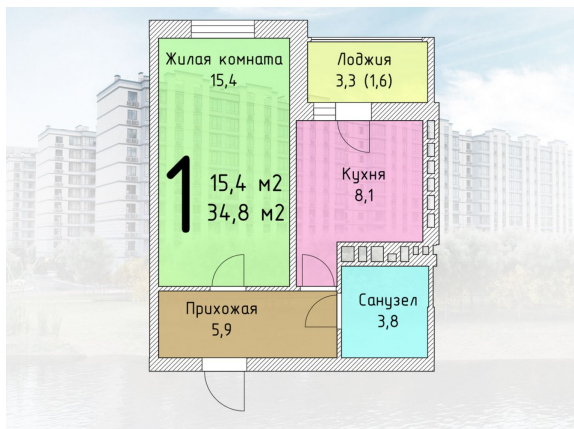 Жилая комната
15,4
Лоджия
3,3 (1,6)
1
15,4 м2
34,8 м2
Кухня
8,1
Прихожая
5,9
Санузел
3,8